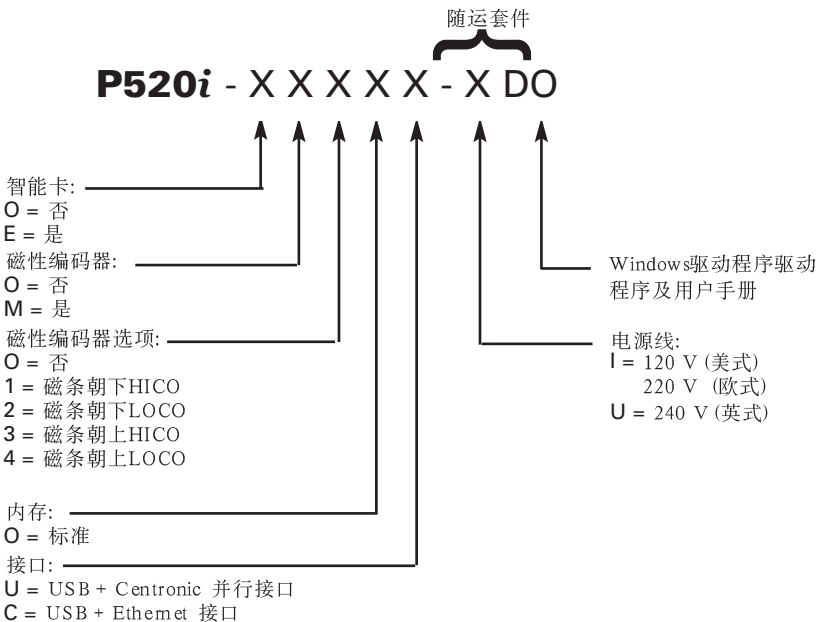 随运套件
P520i - X X X X X - X DO
智能卡:
O = 否
E = 是
磁性编码器:
O = 否
M = 是
磁性编码器选项:
O = 否
1 = 磁条朝下HICO
2 = 磁条朝下LOCO
3 = 磁条朝上HICO
4 = 磁条朝上LOCO
内存:
O = 标准
接口:
U = USB + Centronic 并行接口
C = USB + Ethernet 接口
Windows驱动程序驱动
程序及用户手册
电源线:
I = 120 V (美式)
220 V (欧式)
U = 240 V (英式)